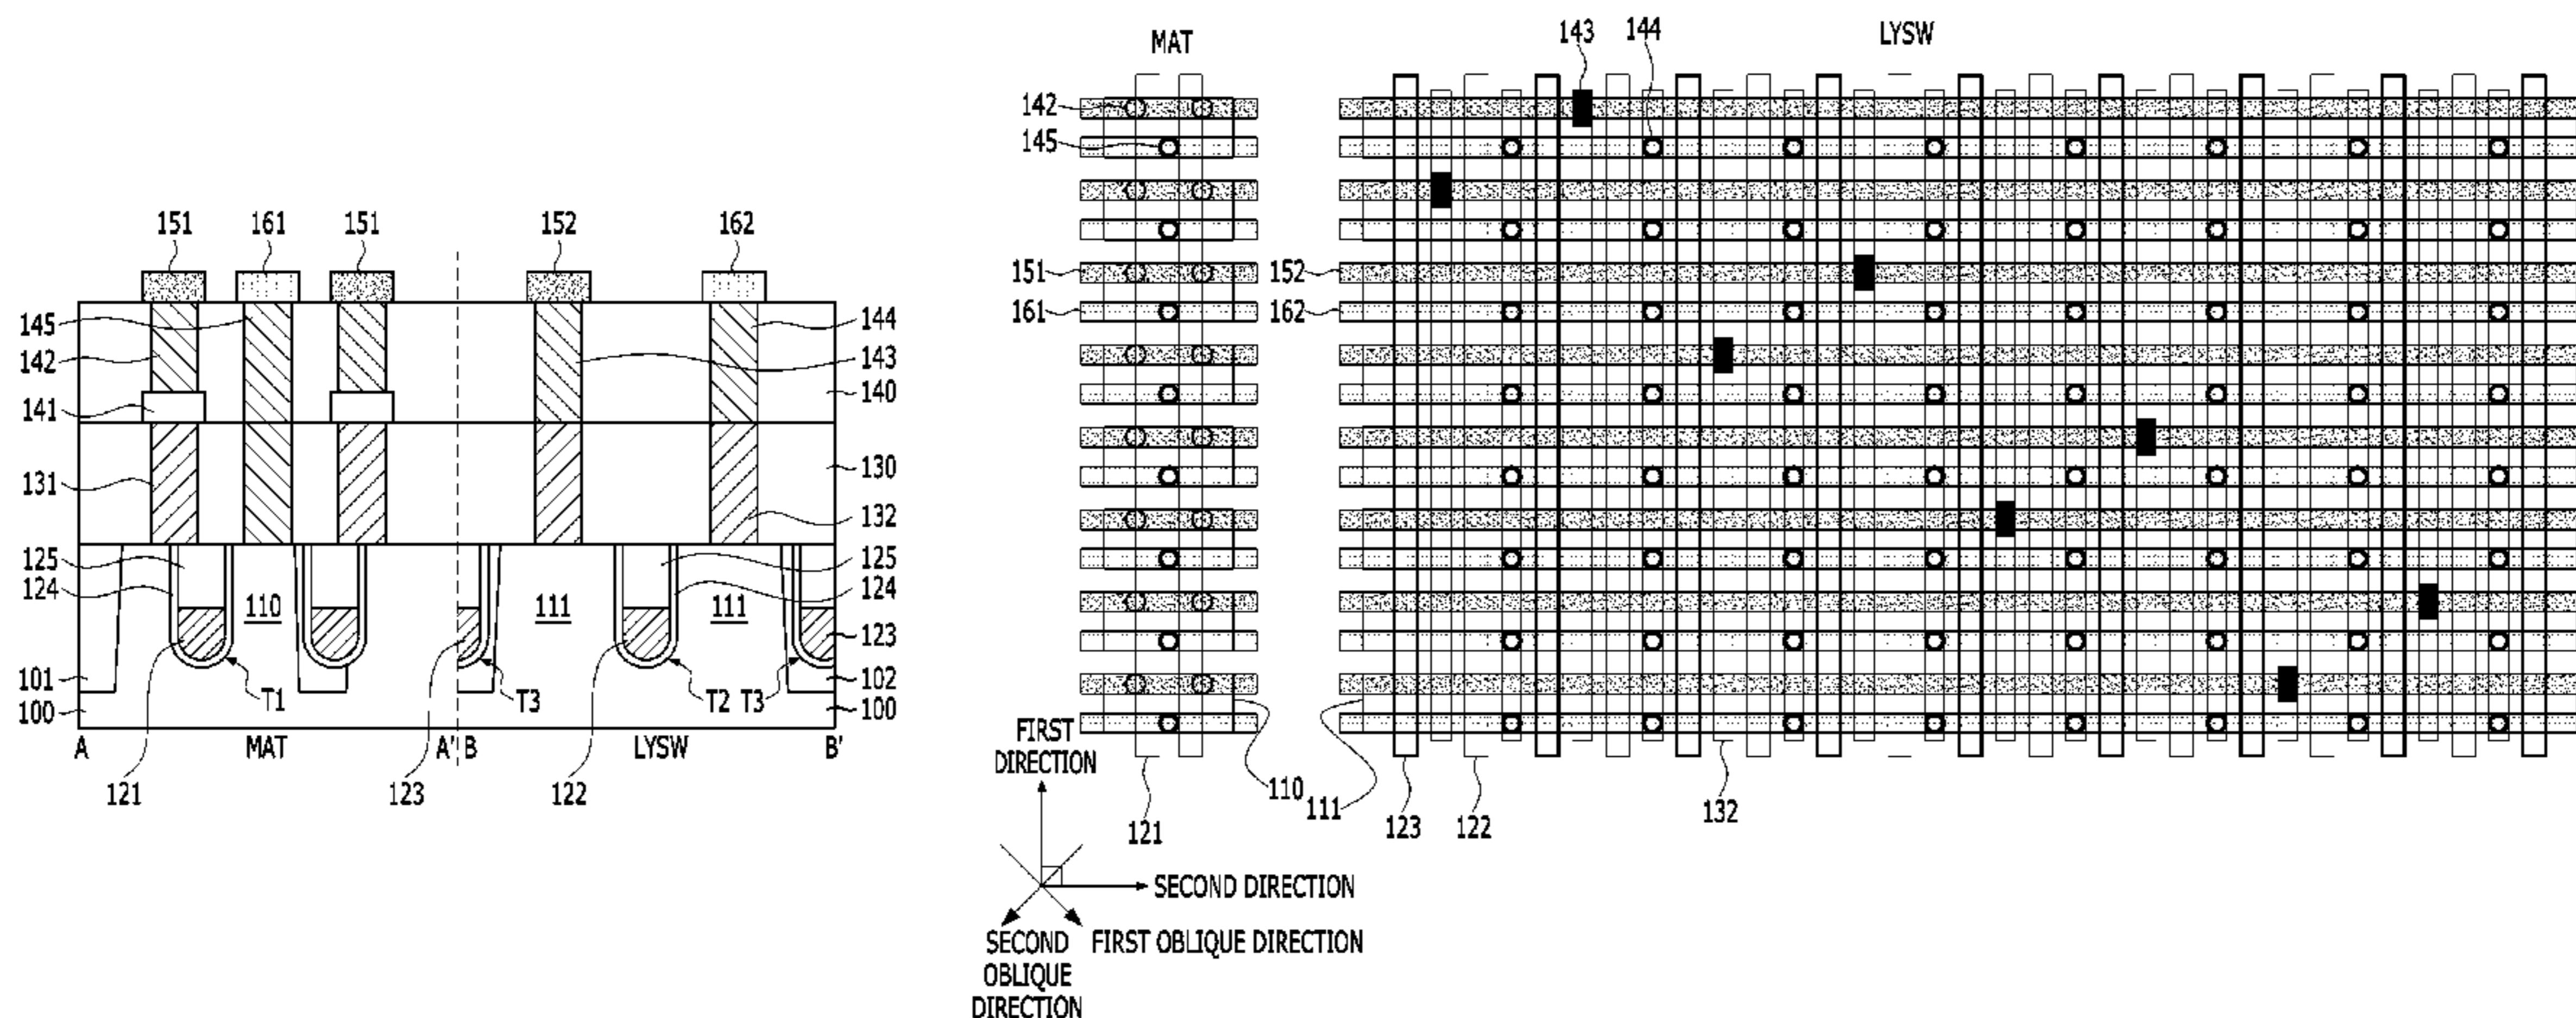 151
161
151
152
162
145
142
141
131
125
124
101
100
144
143
140
130
132
125
124
123
102
100
110
111
111
T1
T3
T2
T3
A
MAT
A'
B
LYSW
B'
121
123
122
MAT
143
144
LYSW
142
145
151
161
152
162
110
111
121
123
122
132
FIRST
DIRECTION
SECOND DIRECTION
FIRST OBLIQUE DIRECTION
SECOND
OBLIQUE
DIRECTION